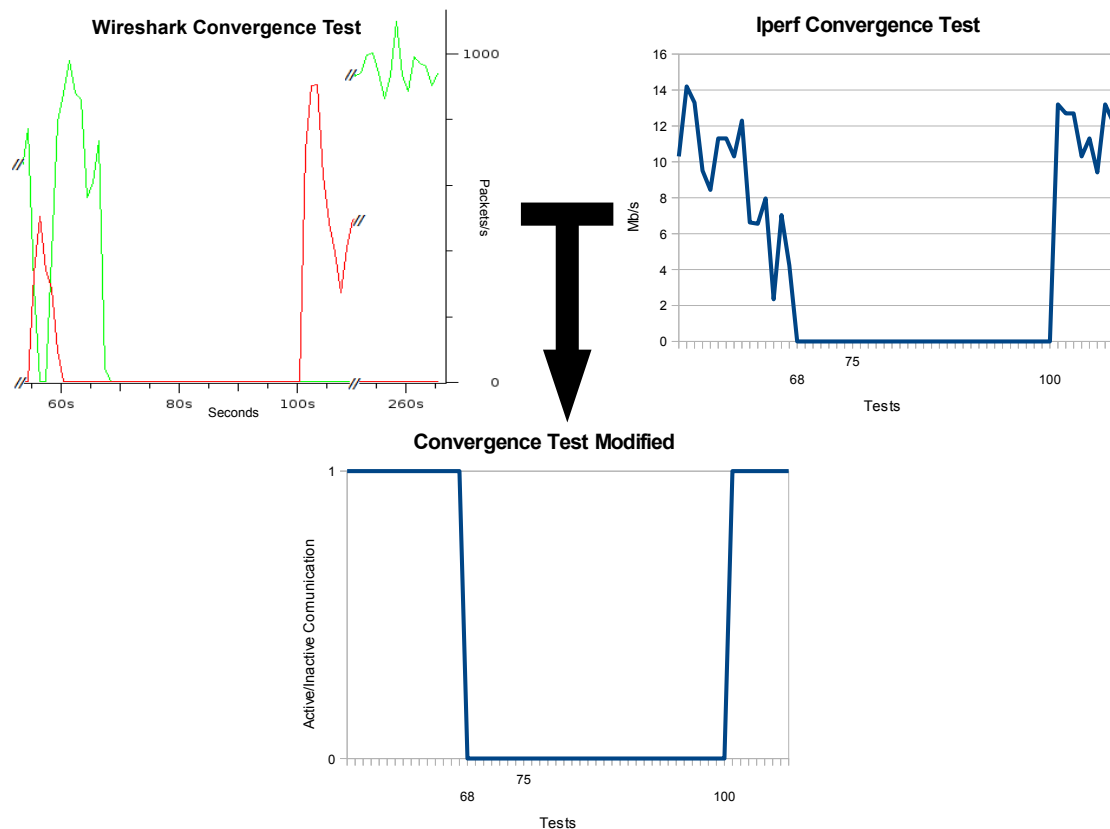 Wireshark Convergence Test
1000
Packets/s
0
60s
80s
100s
260s
Seconds
Iperf Convergence Test
16
14
12
10
8
6
4
2
0
Mb/s
75
68
100
Tests
Convergence Test Modified
1
0
Active/Inactive Comunication
75
68
100
Tests